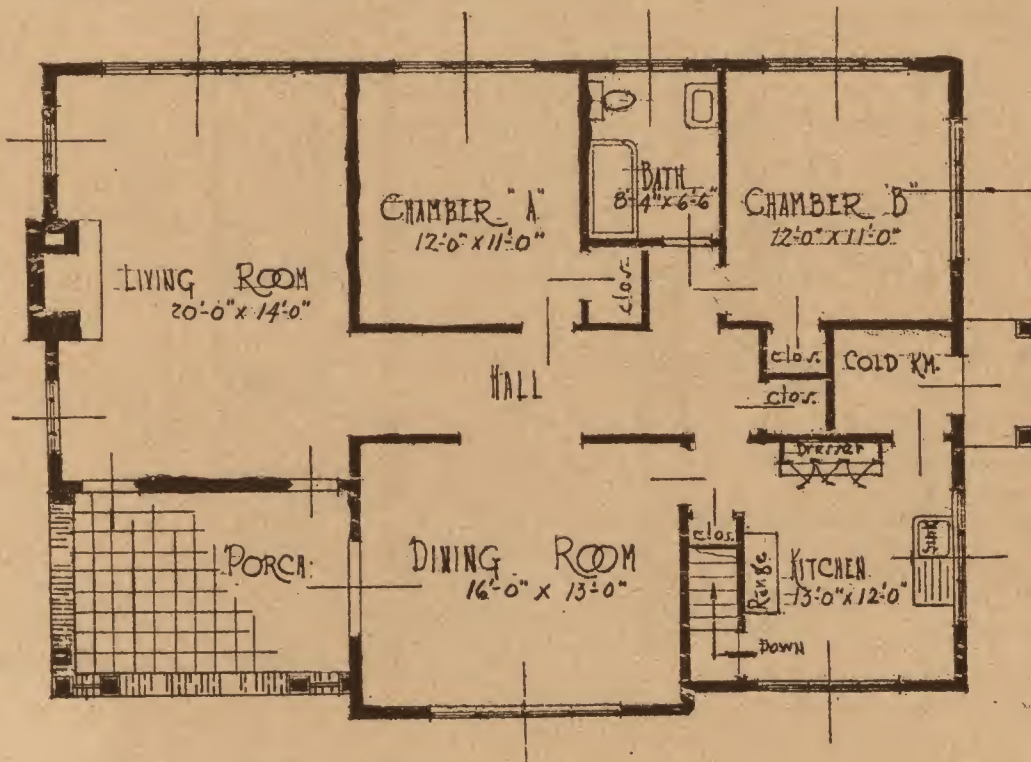 CHAMBER "A"
12'-0" X 11'-0"
BATH
8'-4" X 6'-6"
CHAMBER "B"
12'-0" X 11'-0"
LIVING ROOM
20'-0" X 14'-0"
clos.
clos.
COLD RM.
HALL
clos.
Dresser
PORCH
DINING ROOM
16'-0" X 13'-0"
clos.
Range
KITCHEN
13'-0" X 12'-0"
Sink
DOWN